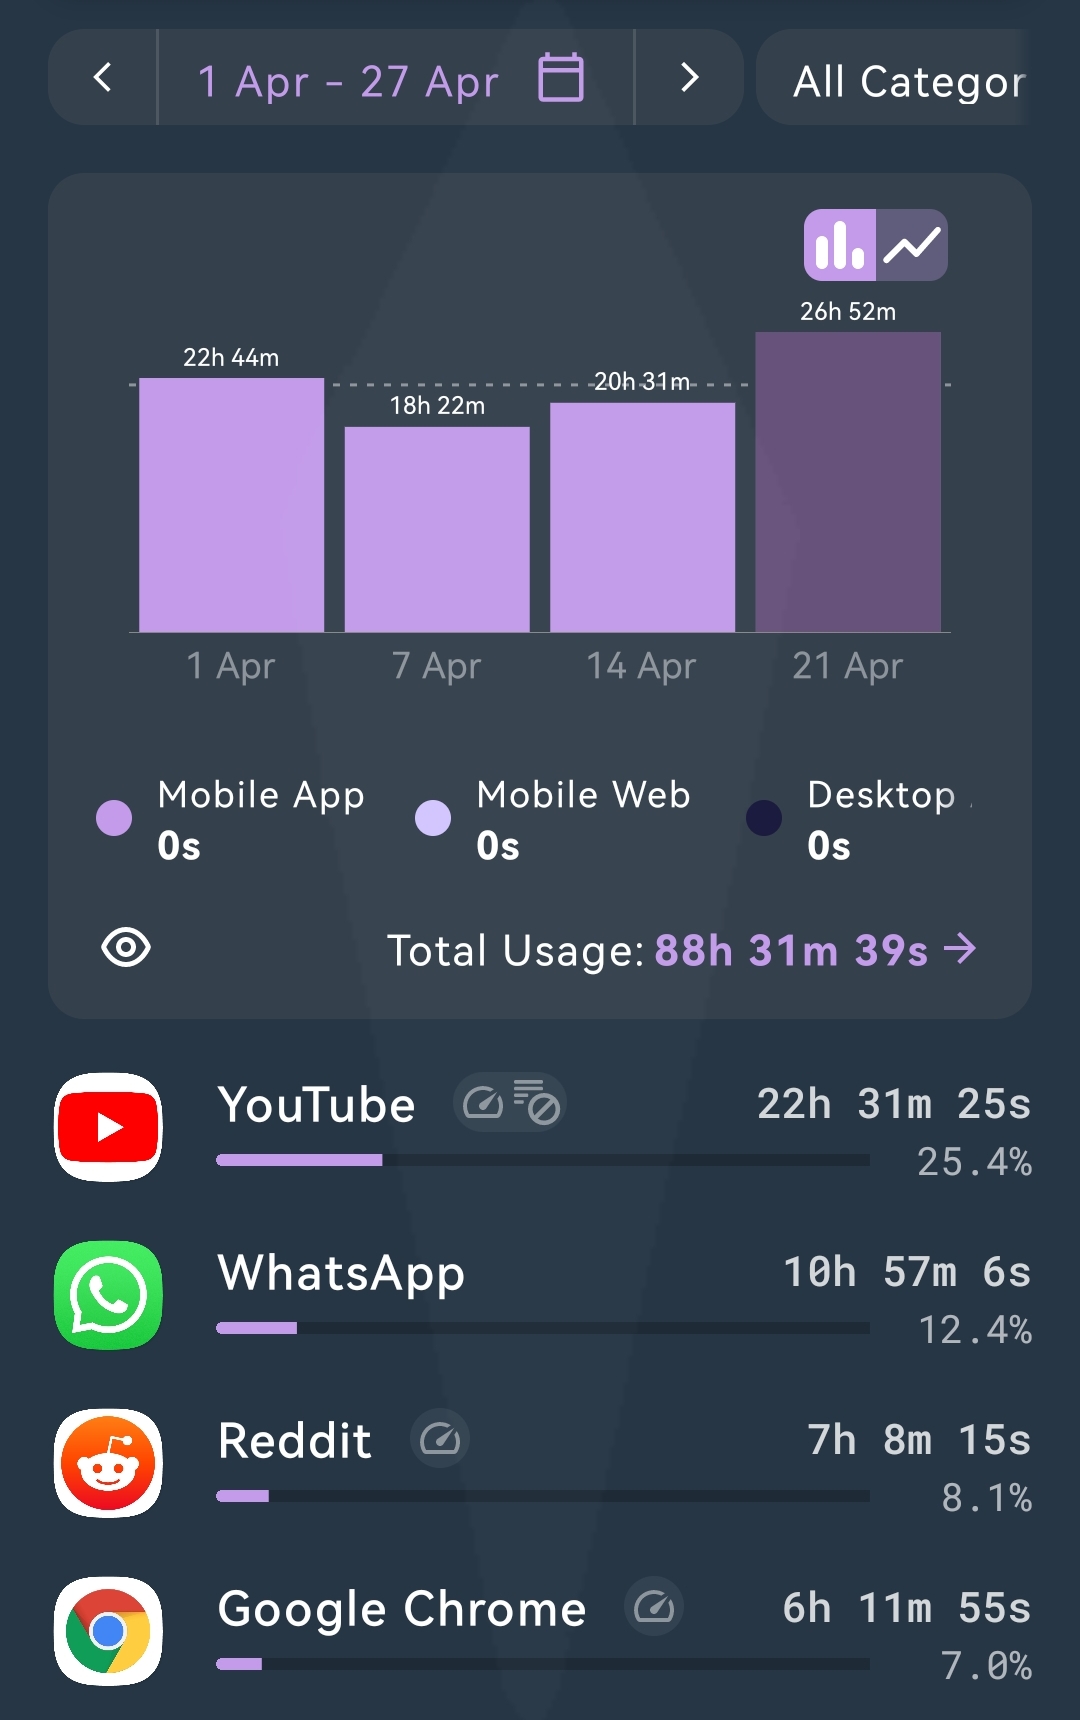 1 Apr - 27 Apr
All Categor
26h 52m
22h 44m
20h 31m
18h 22m
1 Apr 7 Apr 14 Apr 21 Apr
Mobile App Mobile Web Desktop
0s 0s 0s
Total Usage: 88h 31m 39s
YouTube 22h 31m 25s
25.4%
WhatsApp 10h 57m 6s
12.4%
Reddit 7h 8m 15s
8.1%
Google Chrome 6h 11m 55s
7.0%